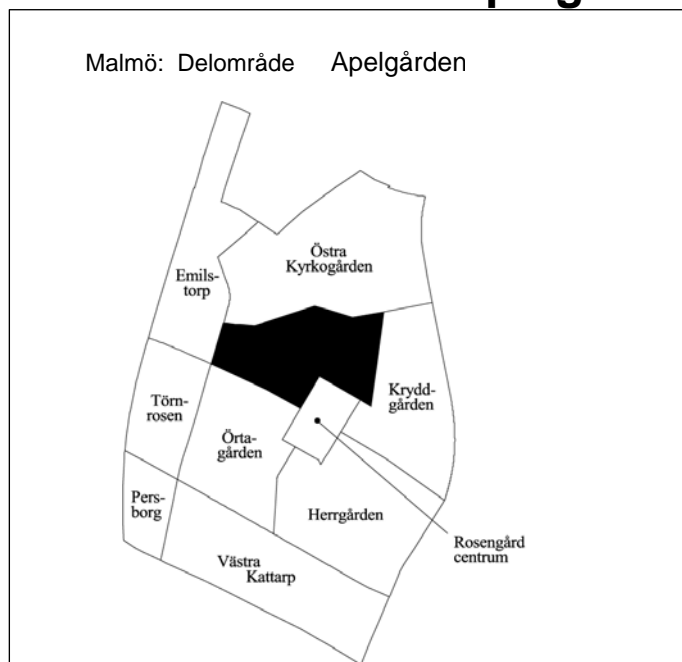 Malmö: Delområde Apelgården
Östra
Kyrkogården
Emils-
torp
Krydd-
gården
Törn-
rosen
Örta-
gården
Pers-
borg
Herrgården
Rosengård
centrum
Västra
Kattarp